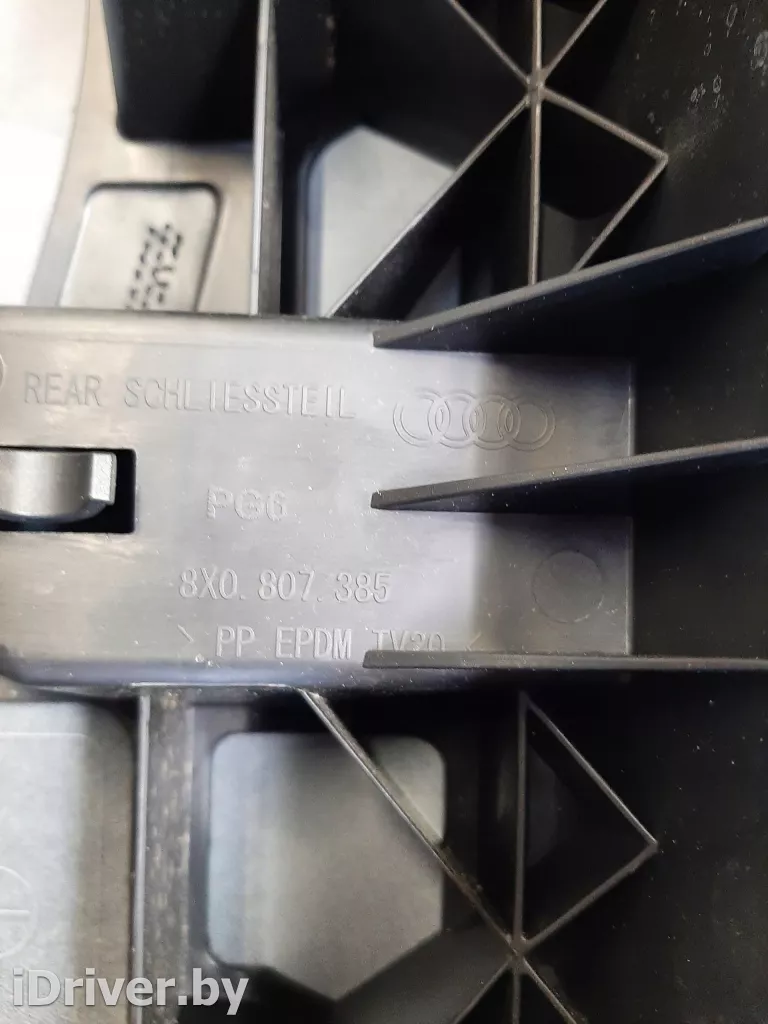 REAR SCHLIESSTEIL
PG6
8X0.807.385
> PP EPDM TV20 <
iDriver.by